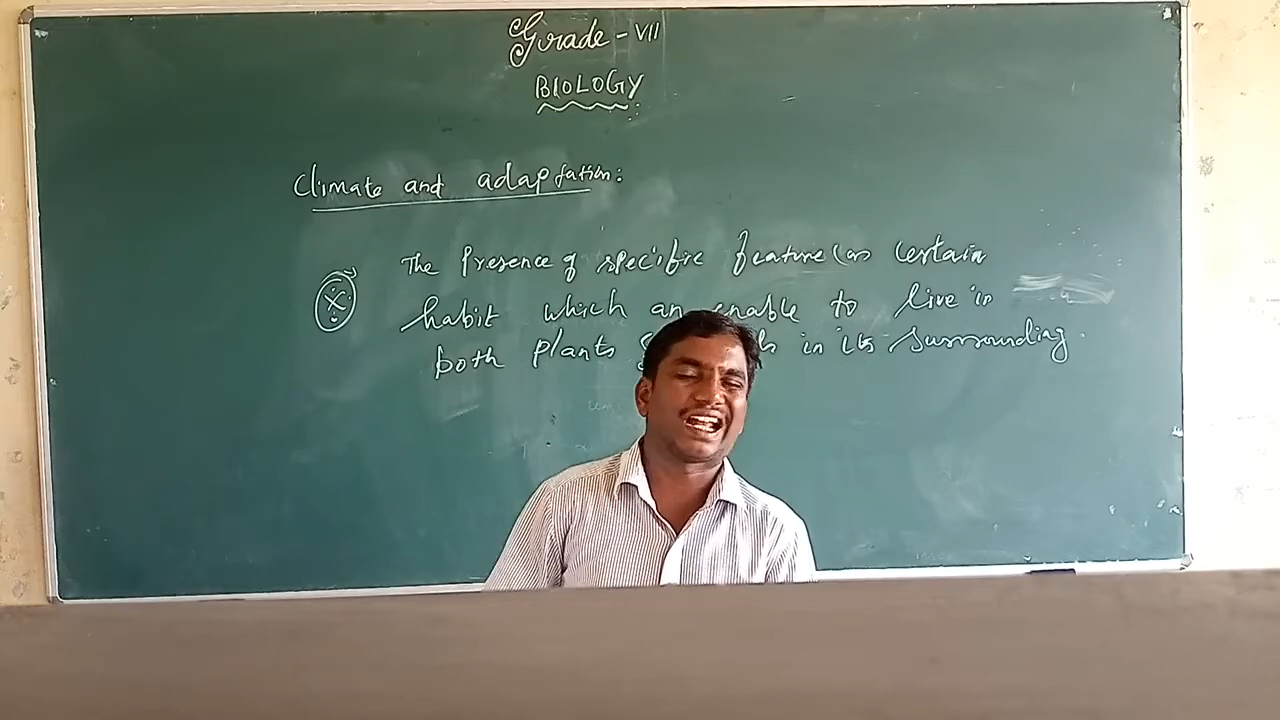 Grade - VII
BIOLOGY
Climate and adaptation:
The Presence of specific feature (or certain
habit which an enable to live in
both plants in its surrounding.